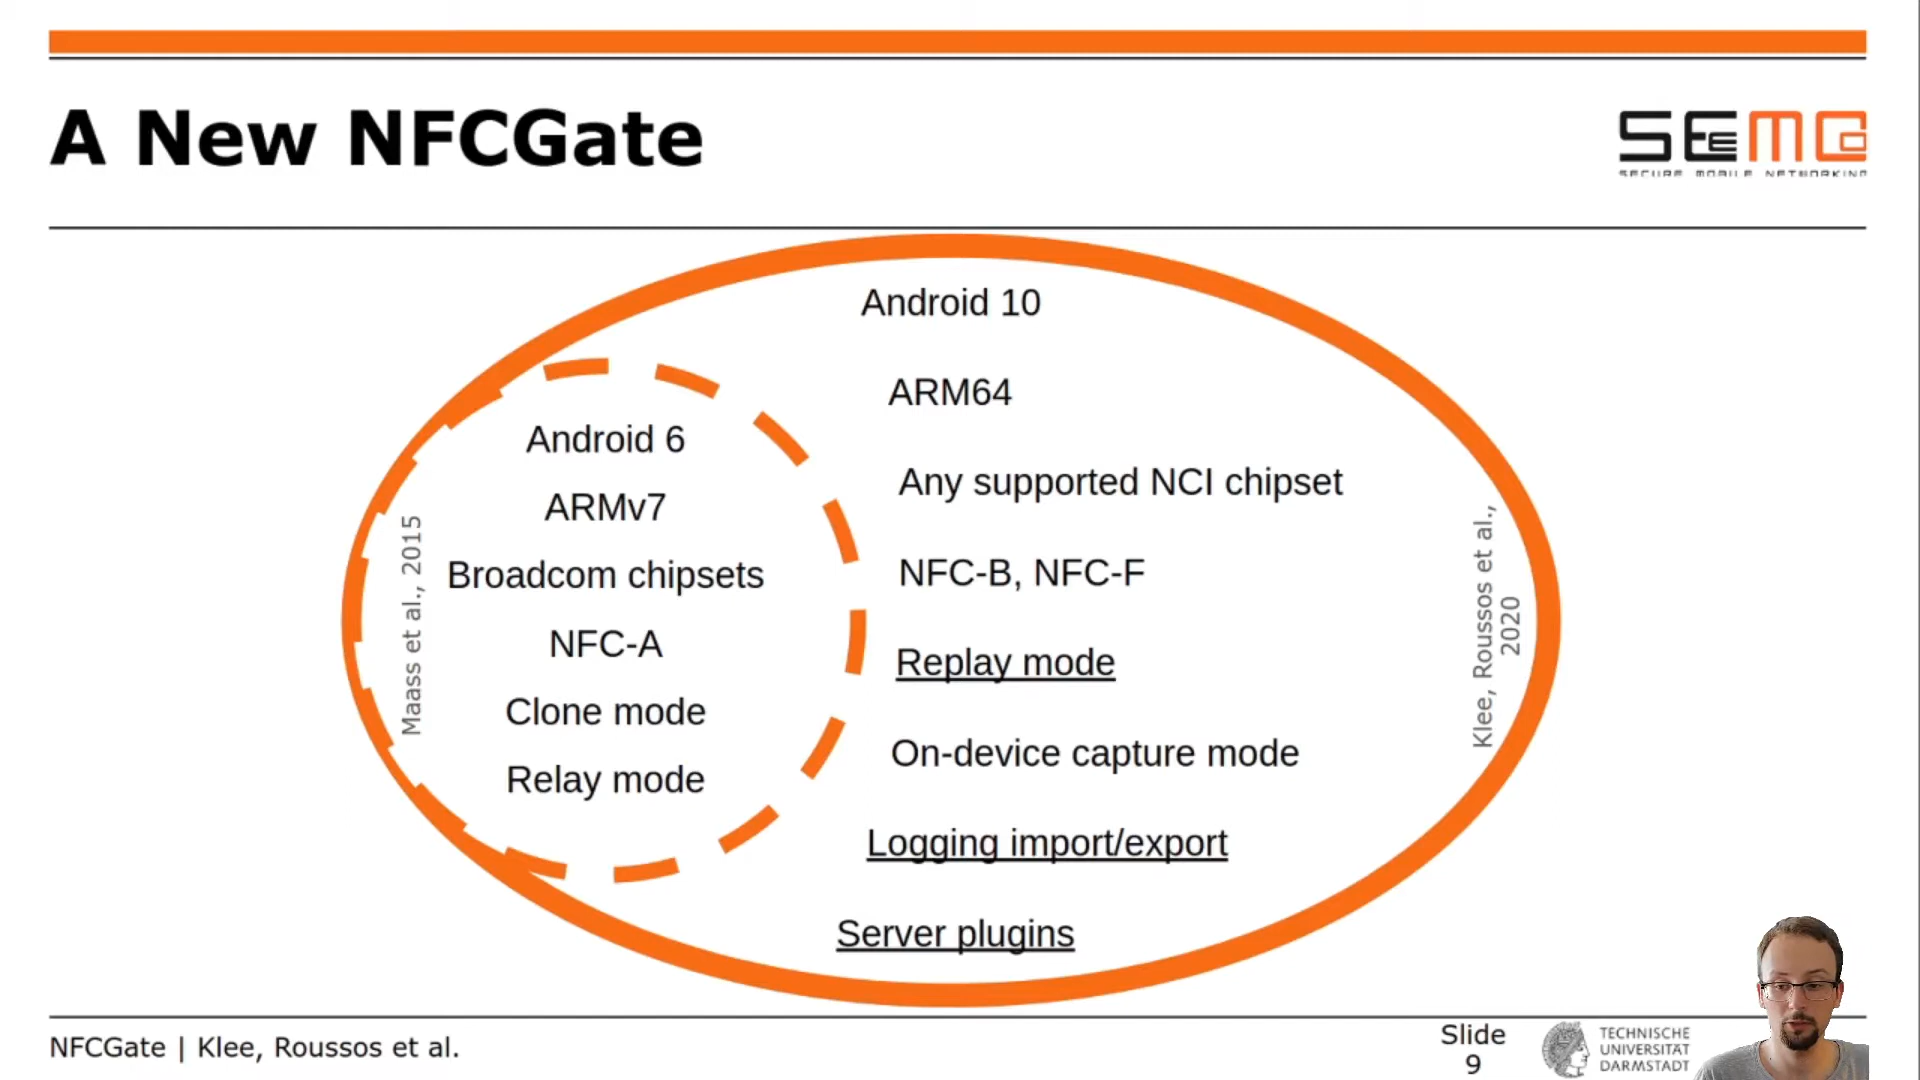 A New NFCGate
SEEMOO
SECURE MOBILE NETWORKING
Android 10
ARM64
Any supported NCI chipset
NFC-B, NFC-F
Replay mode
On-device capture mode
Logging import/export
Server plugins
Android 6
ARMv7
Broadcom chipsets
NFC-A
Clone mode
Relay mode
Maass et al., 2015
Klee, Roussos et al.,
2020
NFCGate | Klee, Roussos et al.
Slide
9
TECHNISCHE
UNIVERSITÄT
DARMSTADT